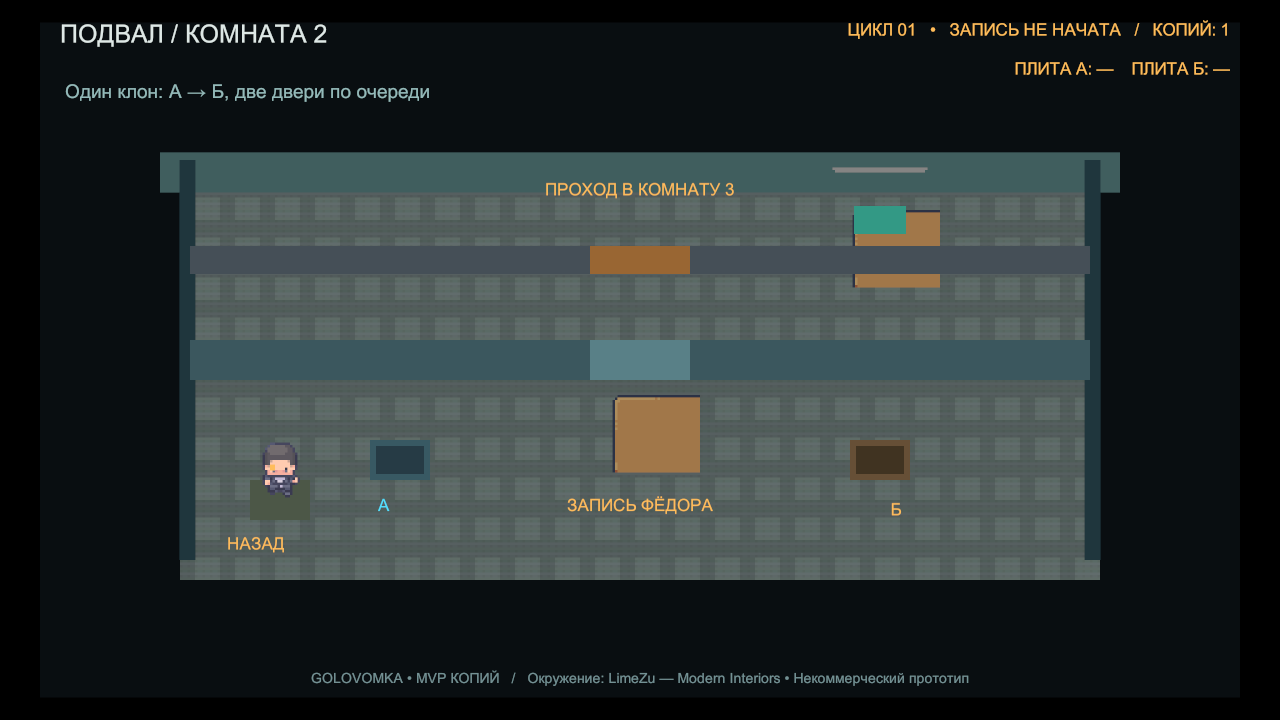 ПОДВАЛ / КОМНАТА 2
ЦИКЛ 01 • ЗАПИСЬ НЕ НАЧАТА / КОПИЙ: 1
ПЛИТА А: — ПЛИТА Б: —
Один клон: А → Б, две двери по очереди
ПРОХОД В КОМНАТУ 3
А
ЗАПИСЬ ФЁДОРА
Б
НАЗАД
GOLOVOMKA • MVP КОПИЙ / Окружение: LimeZu — Modern Interiors • Некоммерческий прототип